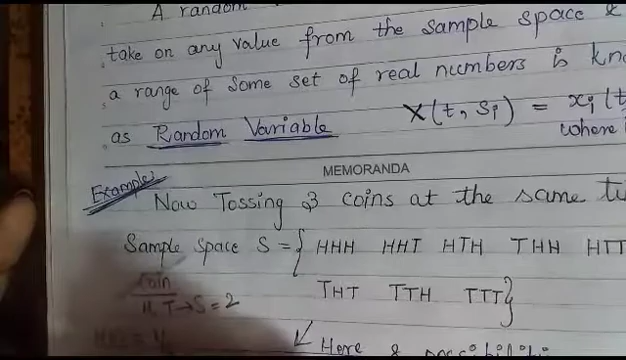 A random
take on any value from the sample space &
a range of some set of real numbers is kn
as Random Variable X(t, Si) = xi (t
where
MEMORANDA
Example:
Now Tossing 3 coins at the same ti
Sample space S = { HHH HHT HTH THH HTT
THT TTH TTT}
Coin
H, T → S = 2
Here 8 possibiliti